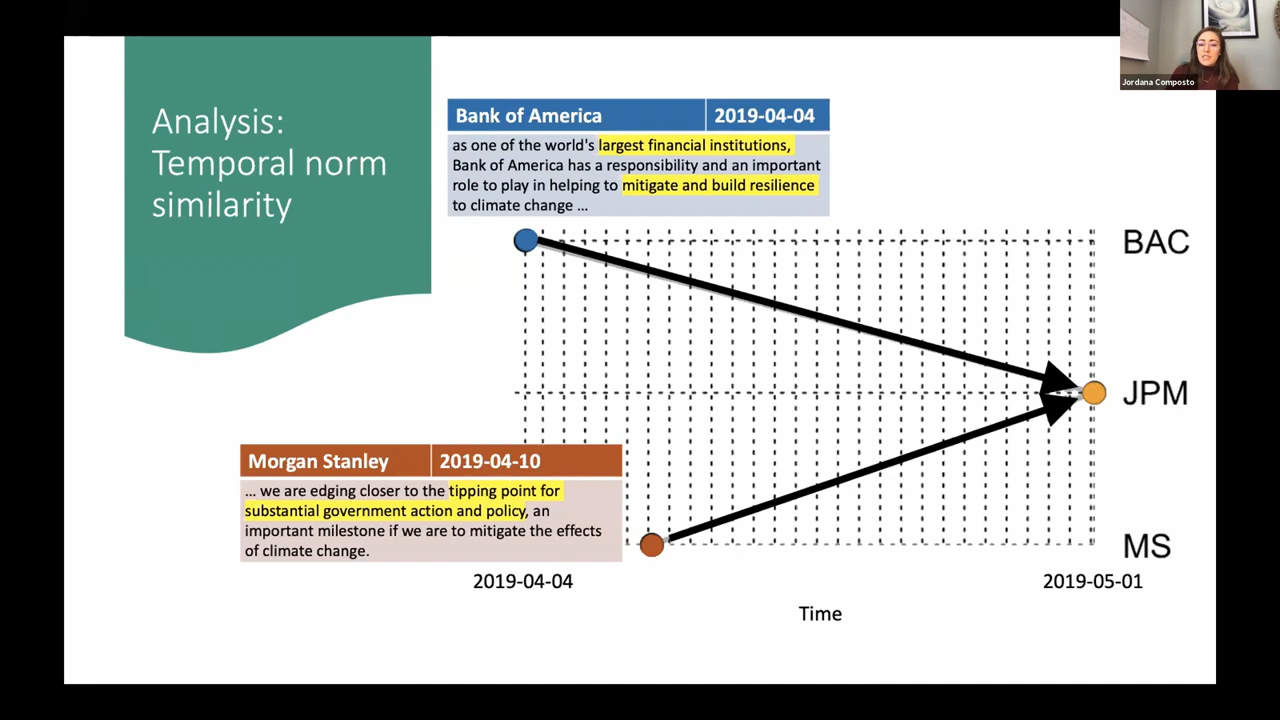 Jordana Composto
Analysis:
Temporal norm
similarity
Bank of America 2019-04-04
as one of the world's largest financial institutions,
Bank of America has a responsibility and an important
role to play in helping to mitigate and build resilience
to climate change ...
BAC
JPM
Morgan Stanley 2019-04-10
... we are edging closer to the tipping point for
substantial government action and policy, an
important milestone if we are to mitigate the effects
of climate change.
MS
2019-04-04 2019-05-01
Time